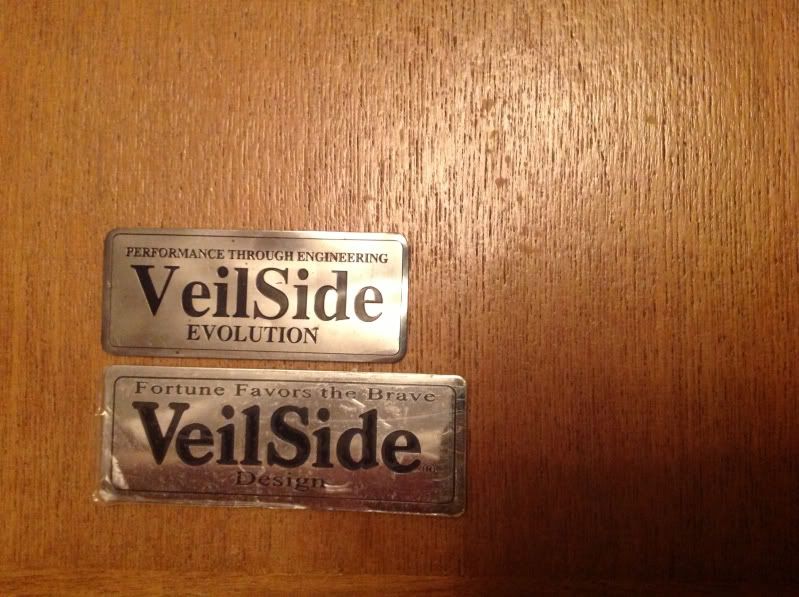 PERFORMANCE THROUGH ENGINEERING
VeilSide
EVOLUTION
Fortune Favors the Brave
VeilSide
Design